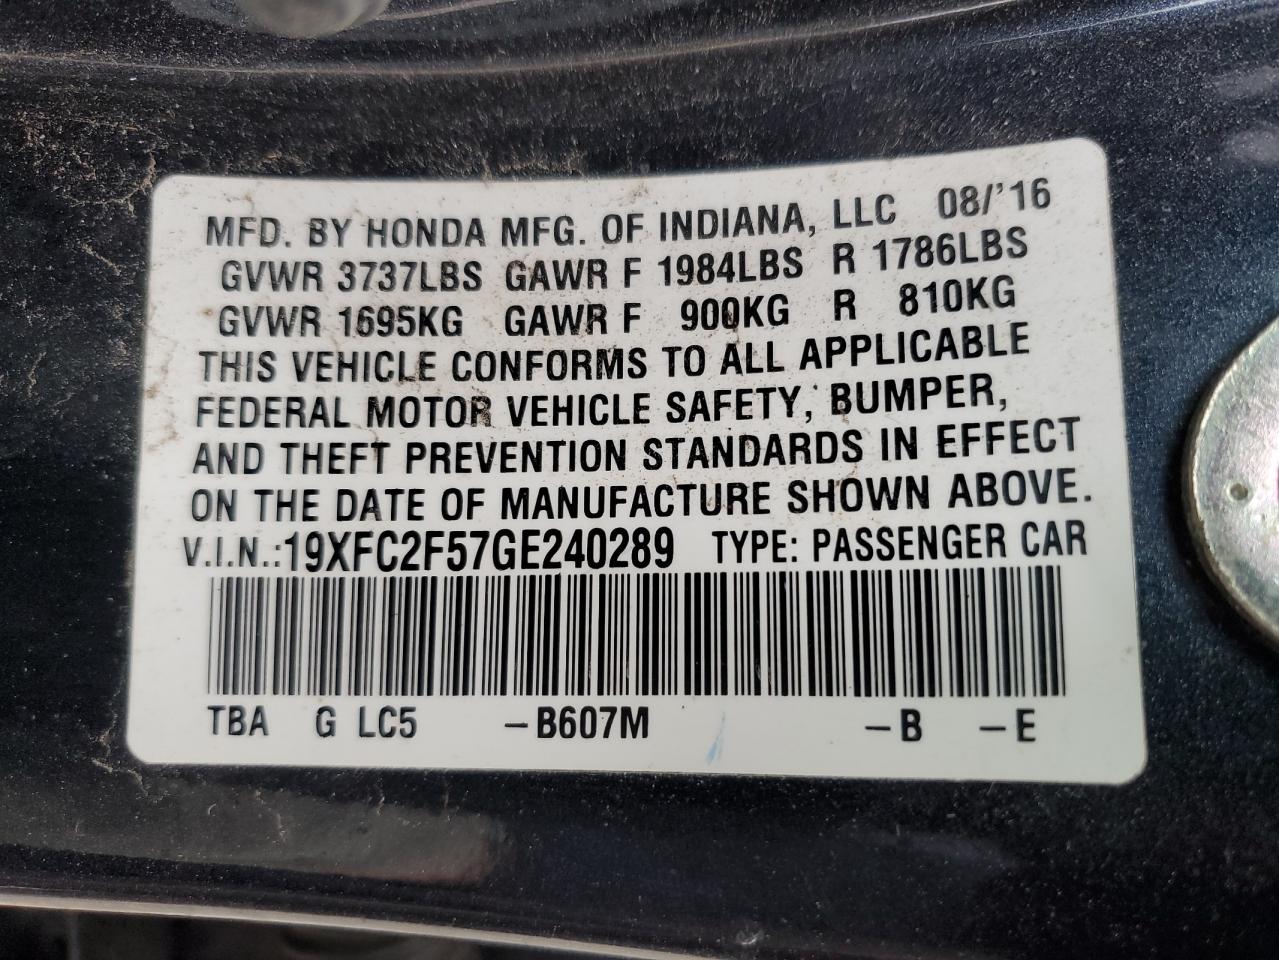 MFD. BY HONDA MFG. OF INDIANA, LLC 08/'16
GVWR 3737LBS GAWR F 1984LBS R 1786LBS
GVWR 1695KG GAWR F 900KG R 810KG
THIS VEHICLE CONFORMS TO ALL APPLICABLE
FEDERAL MOTOR VEHICLE SAFETY, BUMPER,
AND THEFT PREVENTION STANDARDS IN EFFECT
ON THE DATE OF MANUFACTURE SHOWN ABOVE.
V.I.N.:19XFC2F57GE240289 TYPE: PASSENGER CAR
TBA G LC5 -B607M -B -E